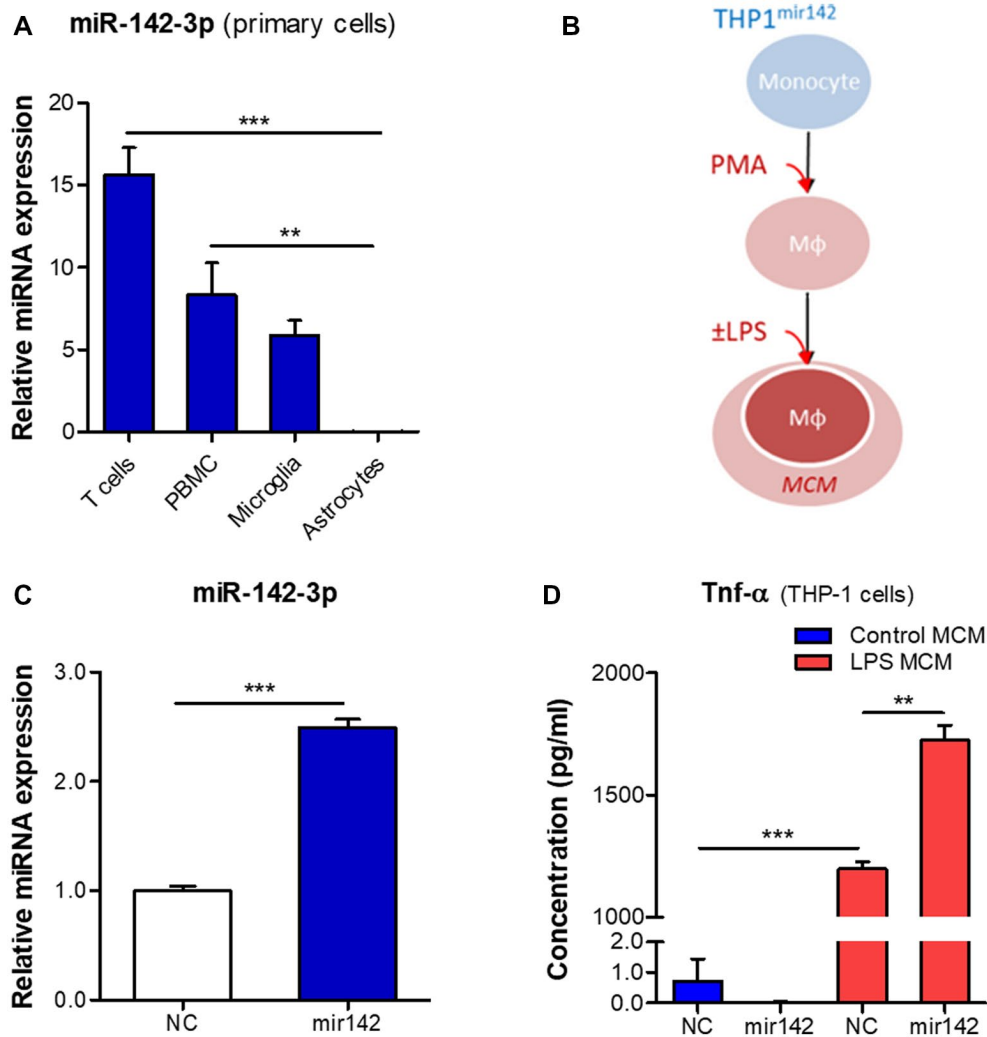 A miR-142-3p (primary cells)
Relative miRNA expression
20
15
10
5
0
***
**
T cells
PBMC
Microglia
Astrocytes
B
THP1mir142
Monocyte
PMA
Mϕ
±LPS
Mϕ
MCM
C miR-142-3p
Relative miRNA expression
3.0
2.0
1.0
0.0
***
NC mir142
D Tnf-α (THP-1 cells)
Control MCM
LPS MCM
Concentration (pg/ml)
2000
1500
1000
2.0
1.0
0.0
***
**
NC mir142 NC mir142